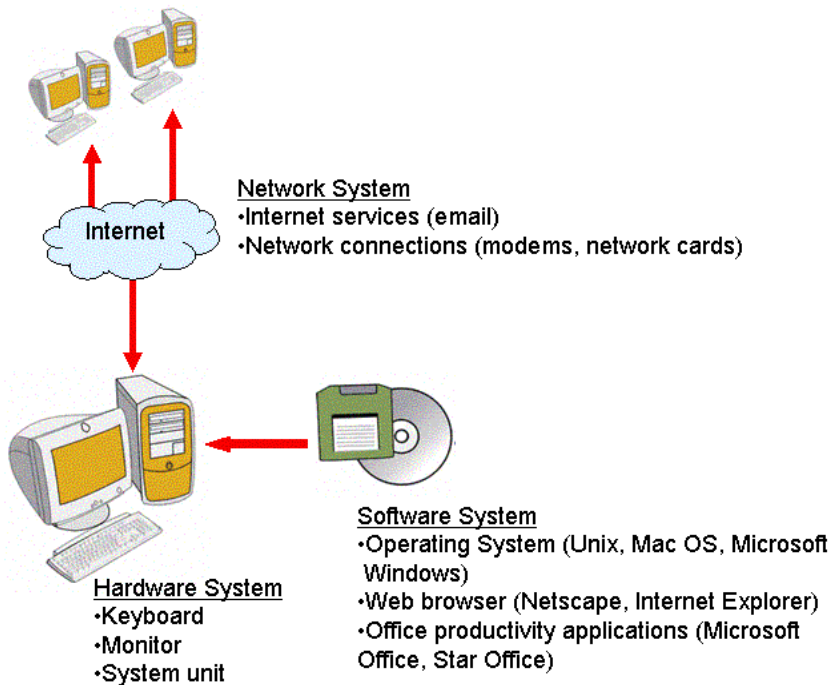 Network System
•Internet services (email)
Internet
•Network connections (modems, network cards)
Software System
•Operating System (Unix, Mac OS, Microsoft
Windows)
Hardware System
•Keyboard
•Monitor
•System unit
•Web browser (Netscape, Internet Explorer)
•Office productivity applications (Microsoft
Office, Star Office)